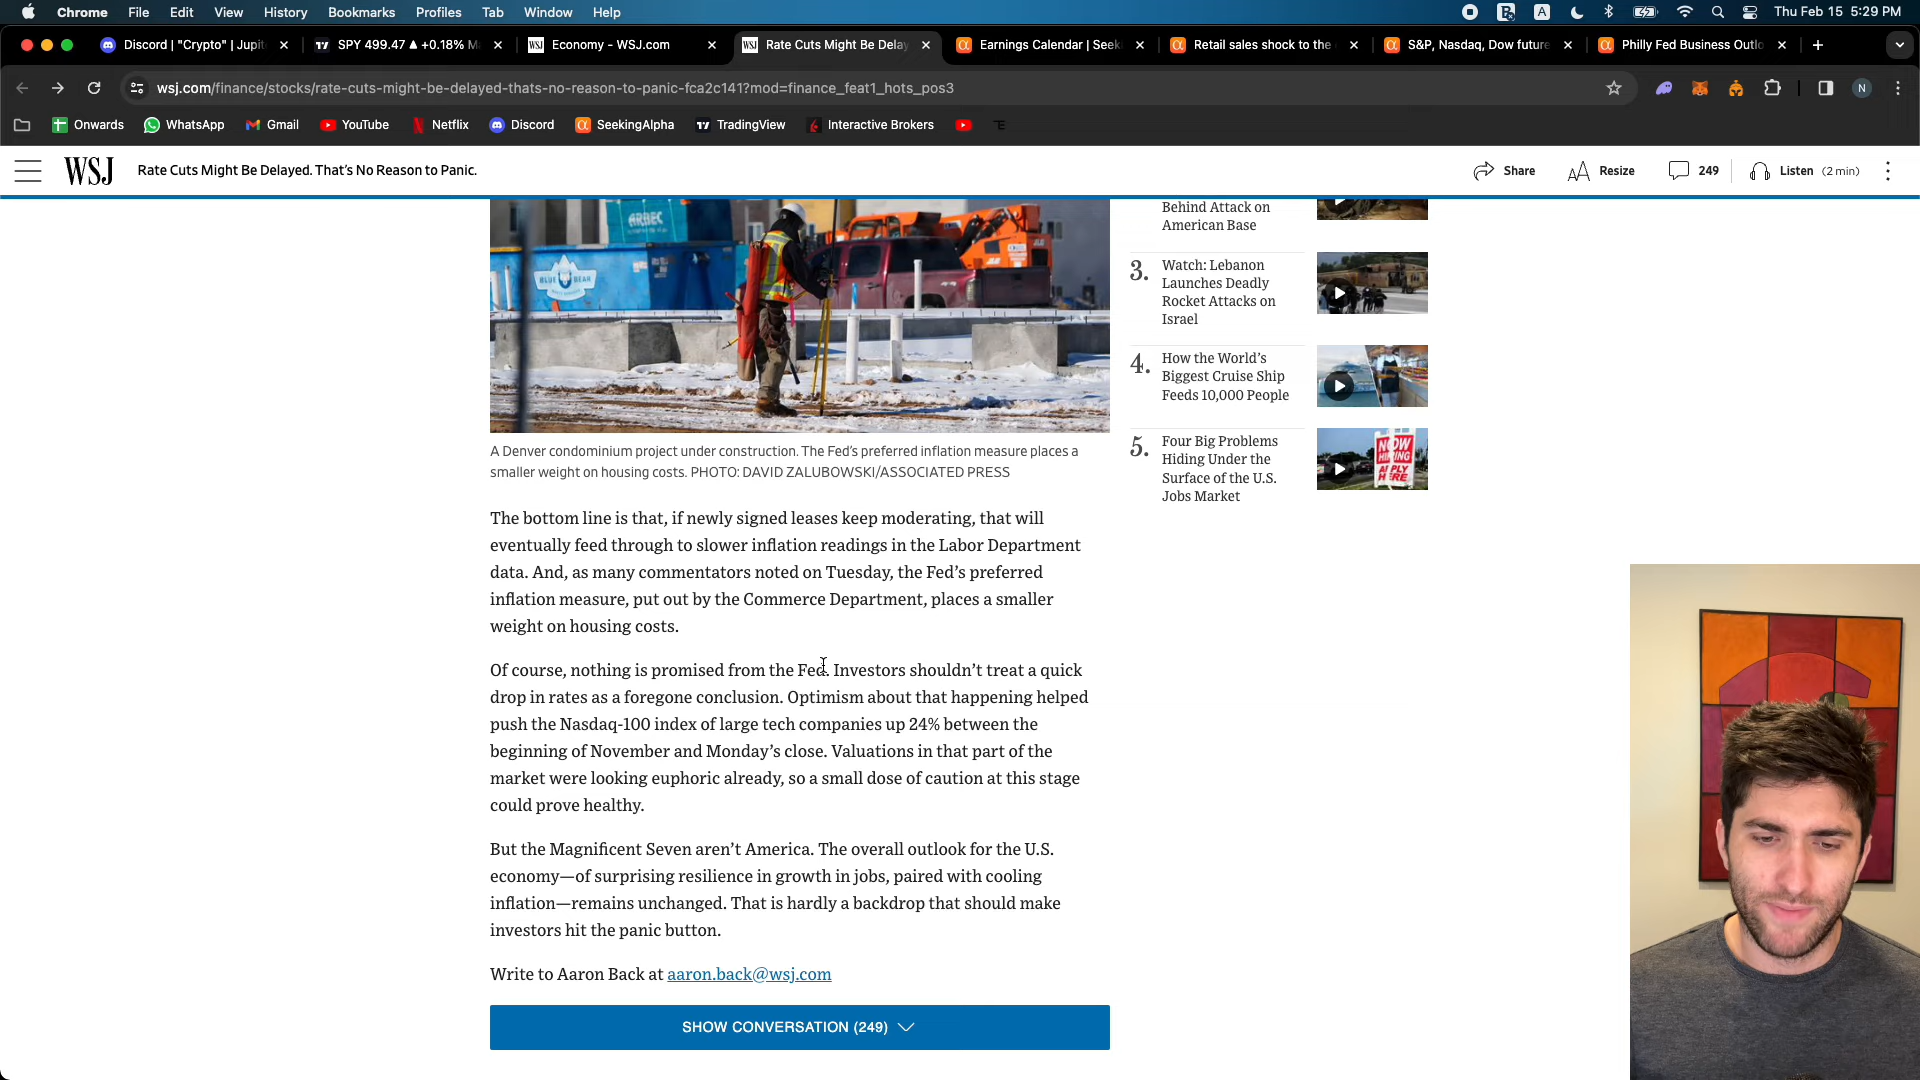 Chrome File Edit View History Bookmarks Profiles Tab Window Help
A
Thu Feb 15 5:29 PM
Discord | "Crypto" | Jupit
SPY 499.47 ▲ +0.18%
Economy - WSJ.com
Rate Cuts Might Be Delay
Earnings Calendar | Seek
Retail sales shock to the
S&P, Nasdaq, Dow future
Philly Fed Business Outlo
wsj.com/finance/stocks/rate-cuts-might-be-delayed-thats-no-reason-to-panic-fca2c141?mod=finance_feat1_hots_pos3
N
Onwards WhatsApp Gmail YouTube Netflix Discord SeekingAlpha TradingView Interactive Brokers
WSJ Rate Cuts Might Be Delayed. That's No Reason to Panic.
Share Resize 249 Listen (2 min)
ARBEC
BLUE BEAR
A Denver condominium project under construction. The Fed's preferred inflation measure places a
smaller weight on housing costs. PHOTO: DAVID ZALUBOWSKI/ASSOCIATED PRESS
The bottom line is that, if newly signed leases keep moderating, that will
eventually feed through to slower inflation readings in the Labor Department
data. And, as many commentators noted on Tuesday, the Fed's preferred
inflation measure, put out by the Commerce Department, places a smaller
weight on housing costs.
Of course, nothing is promised from the Fed. Investors shouldn't treat a quick
drop in rates as a foregone conclusion. Optimism about that happening helped
push the Nasdaq-100 index of large tech companies up 24% between the
beginning of November and Monday's close. Valuations in that part of the
market were looking euphoric already, so a small dose of caution at this stage
could prove healthy.
But the Magnificent Seven aren't America. The overall outlook for the U.S.
economy—of surprising resilience in growth in jobs, paired with cooling
inflation—remains unchanged. That is hardly a backdrop that should make
investors hit the panic button.
Write to Aaron Back at aaron.back@wsj.com
SHOW CONVERSATION (249)
Behind Attack on
American Base
3. Watch: Lebanon
Launches Deadly
Rocket Attacks on
Israel
4. How the World's
Biggest Cruise Ship
Feeds 10,000 People
5. Four Big Problems
Hiding Under the
Surface of the U.S.
Jobs Market
NOW
HIRING
APPLY
HERE